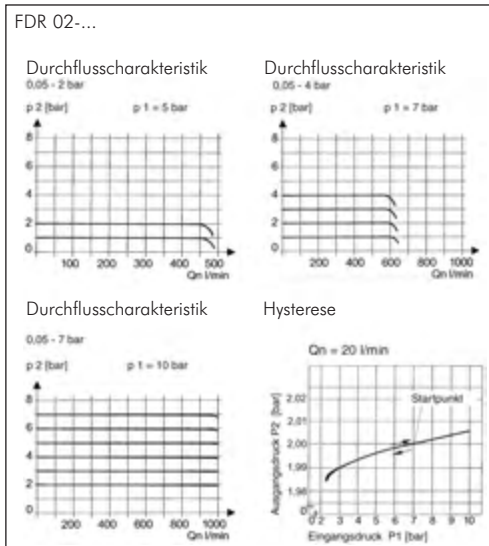 FDR 02-...
Durchflusscharakteristik
0,05 - 2 bar
p 2 [bar] p 1 = 5 bar
8
6
4
2
0
100 200 300 400 500
Qn l/min
Durchflusscharakteristik
0,05 - 4 bar
p 2 [bar] p 1 = 7 bar
8
6
4
2
0
200 400 600 800 1000
Qn l/min
Durchflusscharakteristik
0,05 - 7 bar
p 2 [bar] p 1 = 10 bar
8
6
4
2
0
200 400 600 800 1000
Qn l/min
Hysterese
Qn = 20 l/min
Ausgangsdruck P2 [bar]
2,02
2,01
2,00
1,99
1,98
0
Startpunkt
0 2 3 4 5 6 7 8 9 10
Eingangsdruck P1 [bar]